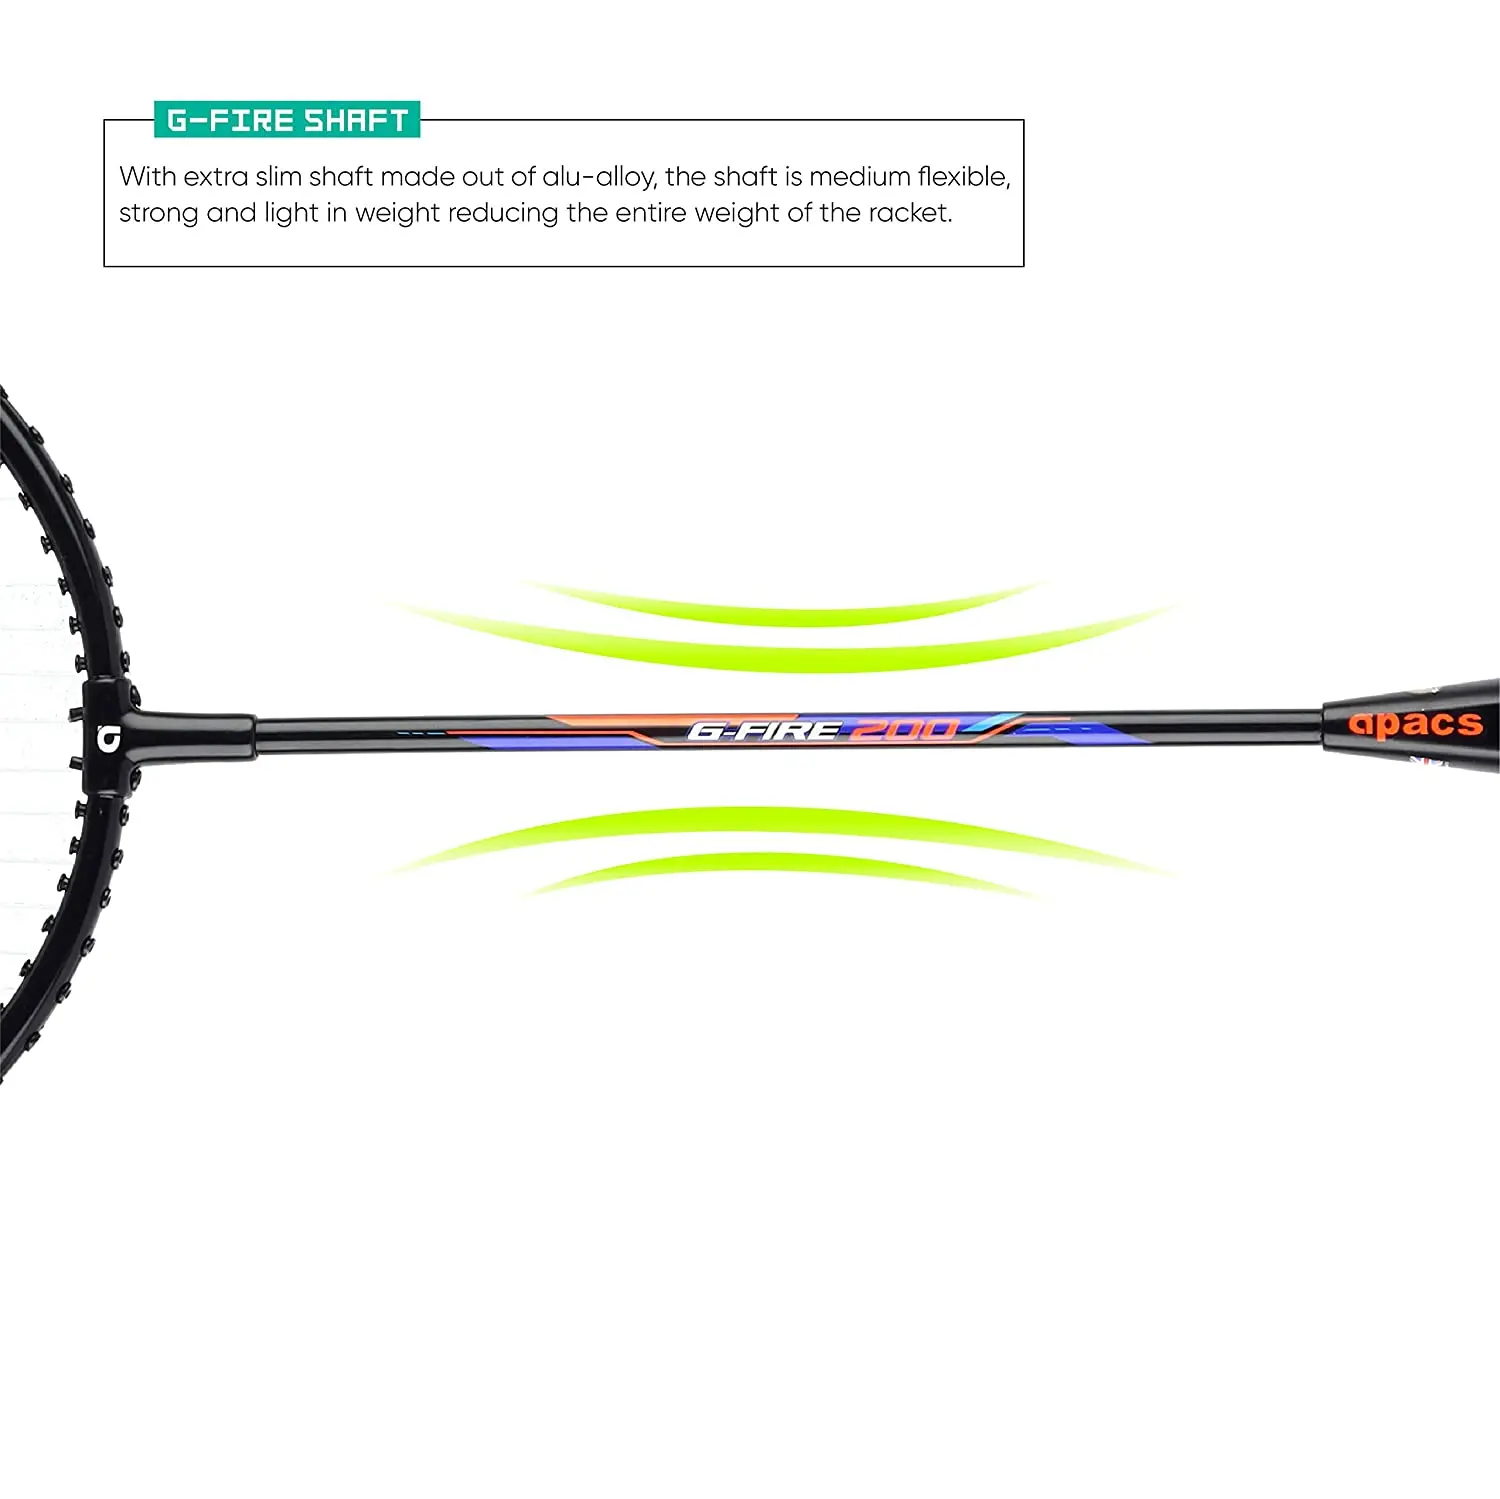 G-FIRE SHAFT
With extra slim shaft made out of alu-alloy, the shaft is medium flexible,
strong and light in weight reducing the entire weight of the racket.
G-FIRE 200
apacs